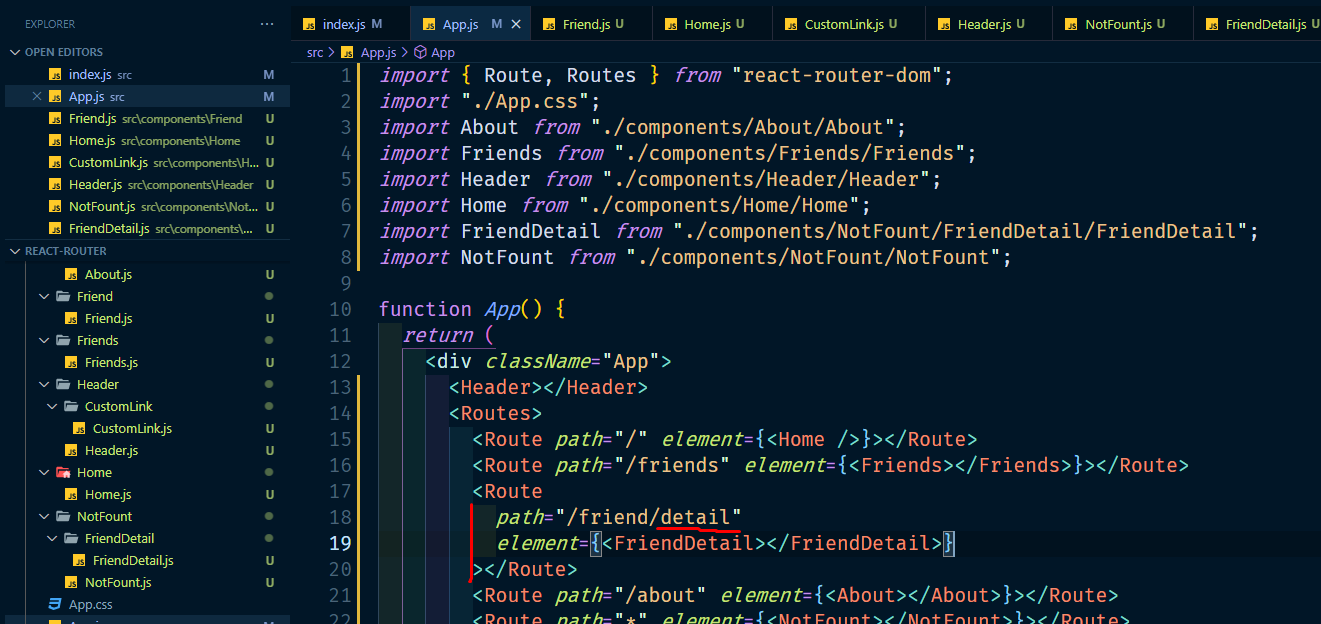 EXPLORER ...
OPEN EDITORS
index.js src M
App.js src M
Friend.js src\components\Friend U
Home.js src\components\Home U
CustomLink.js src\components\H... U
Header.js src\components\Header U
NotFount.js src\components\Not... U
FriendDetail.js src\components\... U
REACT-ROUTER
About.js U
Friend
Friend.js U
Friends
Friends.js U
Header
CustomLink
CustomLink.js U
Header.js U
Home
Home.js U
NotFount
FriendDetail
FriendDetail.js U
NotFount.js U
App.css
index.js M App.js M Friend.js U Home.js U CustomLink.js U Header.js U NotFount.js U FriendDetail.js U
src > App.js > App
1 import { Route, Routes } from "react-router-dom";
2 import "./App.css";
3 import About from "./components/About/About";
4 import Friends from "./components/Friends/Friends";
5 import Header from "./components/Header/Header";
6 import Home from "./components/Home/Home";
7 import FriendDetail from "./components/NotFount/FriendDetail/FriendDetail";
8 import NotFount from "./components/NotFount/NotFount";
9
10 function App() {
11 return (
12 <div className="App">
13 <Header></Header>
14 <Routes>
15 <Route path="/" element={<Home />}></Route>
16 <Route path="/friends" element={<Friends></Friends>}></Route>
17 <Route
18 path="/friend/detail"
19 element={<FriendDetail></FriendDetail>}
20 ></Route>
21 <Route path="/about" element={<About></About>}></Route>
22 <Route path="*" element={<NotFount></NotFount>}></Route>